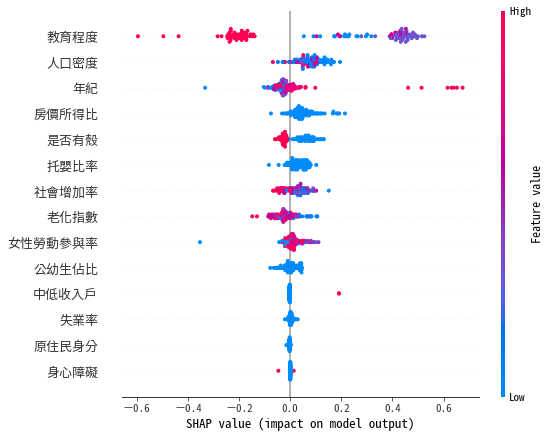 High
教育程度
人口密度
年紀
房價所得比
是否有殼
托嬰比率
社會增加率
老化指數
女性勞動參與率
公幼生佔比
中低收入戶
失業率
原住民身分
身心障礙
Feature value
Low
−0.6 −0.4 −0.2 0.0 0.2 0.4 0.6
SHAP value (impact on model output)